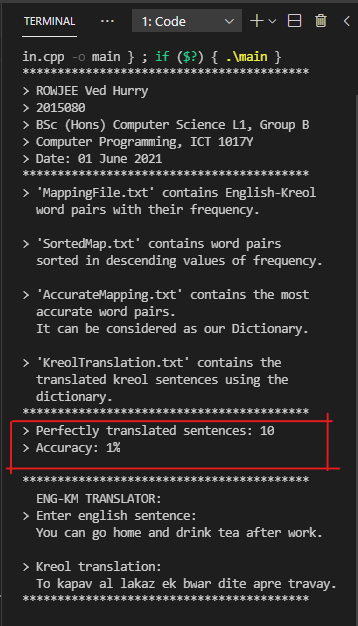 TERMINAL ... 1: Code
in.cpp -o main } ; if ($?) { .\main }
****************************************
> ROWJEE Ved Hurry
> 2015080
> BSc (Hons) Computer Science L1, Group B
> Computer Programming, ICT 1017Y
> Date: 01 June 2021
****************************************
> 'MappingFile.txt' contains English-Kreol
word pairs with their frequency.
> 'SortedMap.txt' contains word pairs
sorted in descending values of frequency.
> 'AccurateMapping.txt' contains the most
accurate word pairs.
It can be considered as our Dictionary.
> 'KreolTranslation.txt' contains the
translated kreol sentences using the
dictionary.
****************************************
> Perfectly translated sentences: 10
> Accuracy: 1%
****************************************
ENG-KM TRANSLATOR:
> Enter english sentence:
You can go home and drink tea after work.
> Kreol translation:
To kapav al lakaz ek bwar dite apre travay.
****************************************